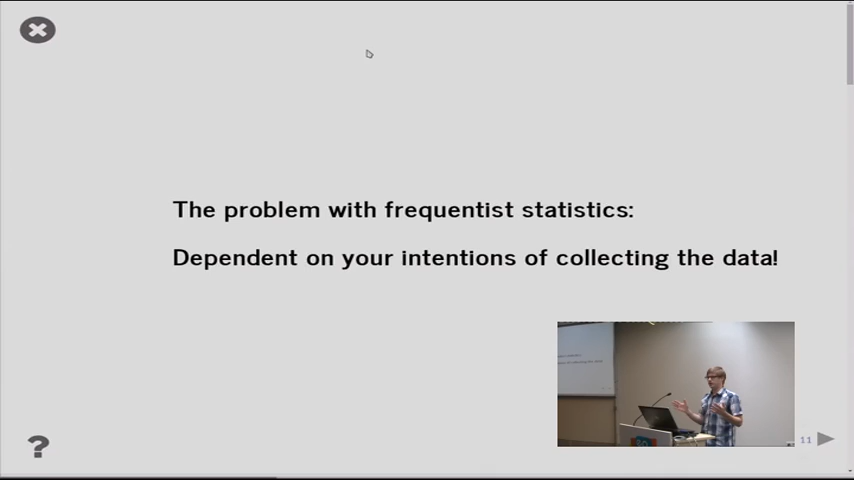 The problem with frequentist statistics:
Dependent on your intentions of collecting the data!
?
11